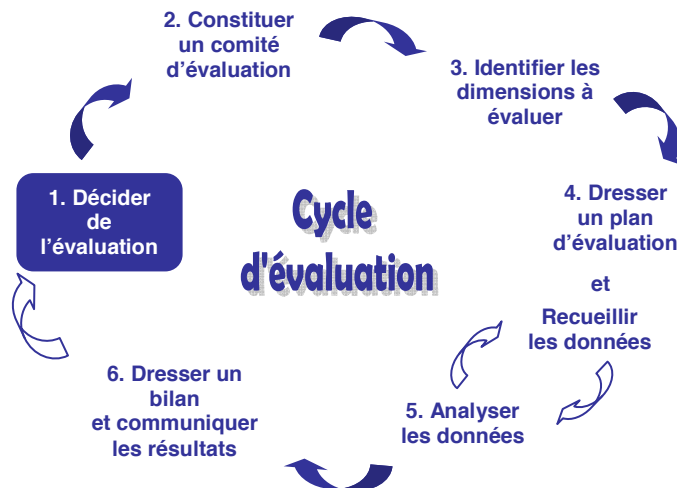 2. Constituer
un comité
d'évaluation
3. Identifier les
dimensions à
évaluer
1. Décider
de
l'évaluation
Cycle
d'évaluation
4. Dresser
un plan
d'évaluation
et
Recueillir
les données
5. Analyser
les données
6. Dresser un
bilan
et communiquer
les résultats